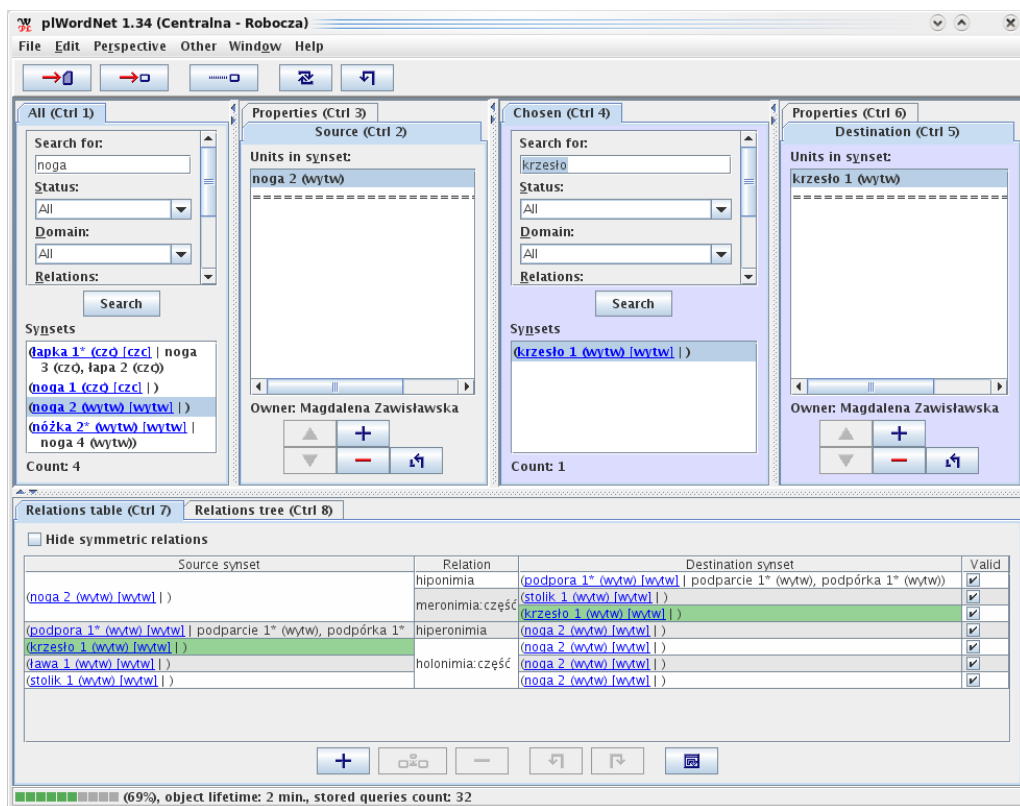 plWordNet 1.34 (Centralna - Robocza)
File Edit Perspective Other Window Help
All (Ctrl 1)
Search for:
noga
Status:
All
Domain:
All
Relations:
Search
Synsets
(łapka 1* (czc) [czc] | noga
3 (czc), łapa 2 (czc))
(noga 1 (czc) [czc] | )
(noga 2 (wytw) [wytw] | )
(nóżka 2* (wytw) [wytw] |
noga 4 (wytw))
Count: 4
Properties (Ctrl 3)
Source (Ctrl 2)
Units in synset:
noga 2 (wytw)
=======================
Owner: Magdalena Zawisławska
Chosen (Ctrl 4)
Search for:
krzesło
Status:
All
Domain:
All
Relations:
Search
Synsets
(krzesło 1 (wytw) [wytw] | )
Count: 1
Properties (Ctrl 6)
Destination (Ctrl 5)
Units in synset:
krzesło 1 (wytw)
=======================
Owner: Magdalena Zawisławska
Relations table (Ctrl 7) Relations tree (Ctrl 8)
Hide symmetric relations
Source synset Relation Destination synset Valid
hiponimia (podpora 1* (wytw) [wytw] | podparcie 1* (wytw), podpórka 1* (wytw))
(noga 2 (wytw) [wytw] | ) meronimia:część (stolik 1 (wytw) [wytw] | )
(krzesło 1 (wytw) [wytw] | )
(podpora 1* (wytw) [wytw] | podparcie 1* (wytw), podpórka 1* hiperonimia (noga 2 (wytw) [wytw] | )
(krzesło 1 (wytw) [wytw] | ) (noga 2 (wytw) [wytw] | )
(ława 1 (wytw) [wytw] | ) holonimia:część (noga 2 (wytw) [wytw] | )
(stolik 1 (wytw) [wytw] | ) (noga 2 (wytw) [wytw] | )
(69%), object lifetime: 2 min., stored queries count: 32